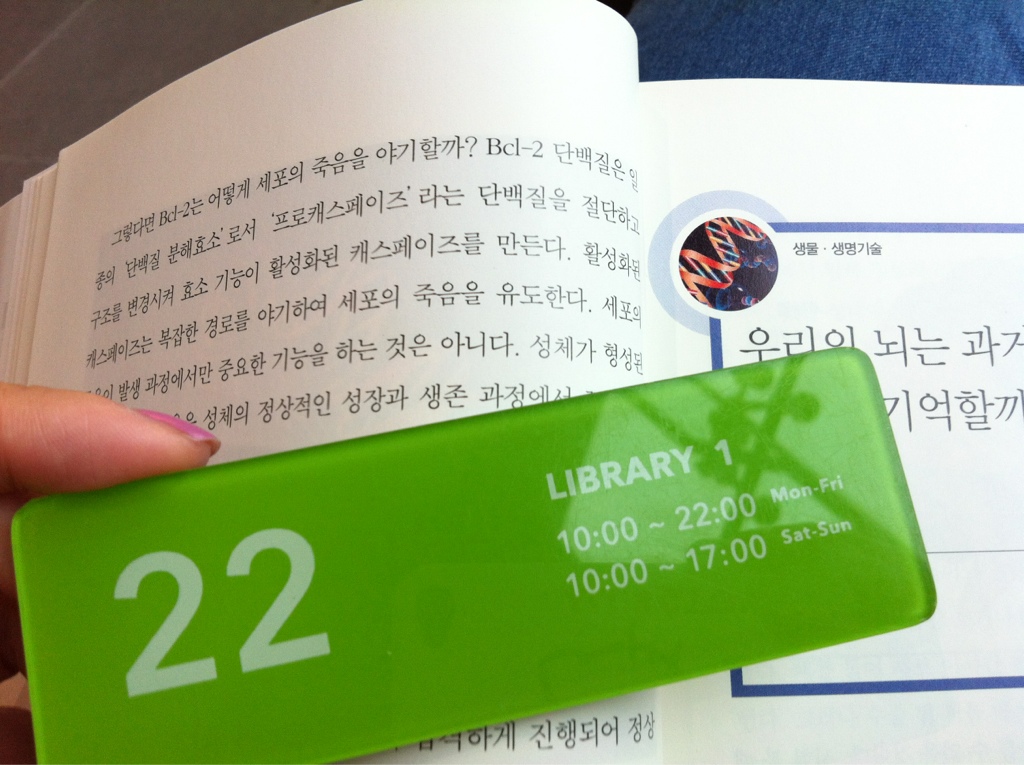 그렇다면 Bcl-2는 어떻게 세포의 죽음을 야기할까? Bcl-2 단백질은 일
종의 '단백질 분해효소'로서 '프로캐스페이즈'라는 단백질을 절단하고
구조를 변경시켜 효소 기능이 활성화된 캐스페이즈를 만든다. 활성화된
캐스페이즈는 복잡한 경로를 야기하여 세포의 죽음을 유도한다. 세포의
발생 과정에서만 중요한 기능을 하는 것은 아니다. 성체가 형성된
성체의 정상적인 성장과 생존 과정에서
진행되어 정상
생물·생명기술
우리의 뇌는 과거
기억할까
22
LIBRARY 1
10:00 ~ 22:00 Mon-Fri
10:00 ~ 17:00 Sat-Sun